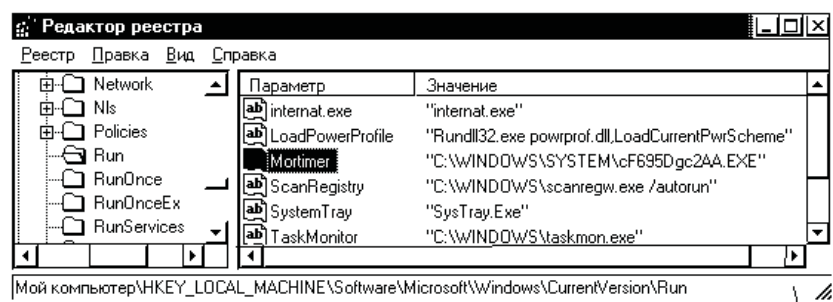 Редактор реестра
Реестр Правка Вид Справка
Network
Nls
Policies
Run
RunOnce
RunOnceEx
RunServices
Параметр Значение
internat.exe "internat.exe"
LoadPowerProfile "Rundll32.exe powrprof.dll,LoadCurrentPwrScheme"
Mortimer "C:\WINDOWS\SYSTEM\cF695Dgc2AA.EXE"
ScanRegistry "C:\WINDOWS\scanregw.exe /autorun"
SystemTray "SysTray.Exe"
TaskMonitor "C:\WINDOWS\taskmon.exe"
Мой компьютер\HKEY_LOCAL_MACHINE\Software\Microsoft\Windows\CurrentVersion\Run